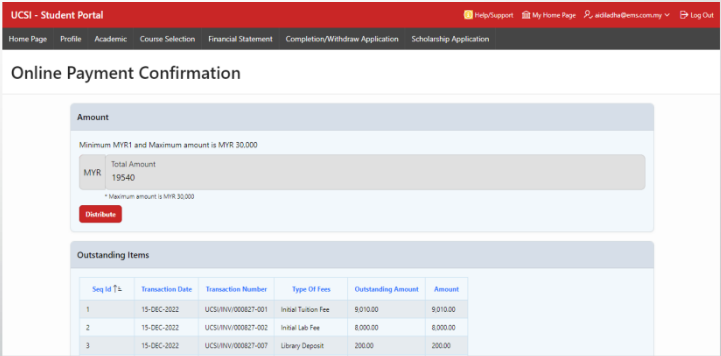 UCSI - Student Portal
Help/Support My Home Page aidiladha@ems.com.my Log Out
Home Page Profile Academic Course Selection Financial Statement Completion/Withdraw Application Scholarship Application
Online Payment Confirmation
Amount
Minimum MYR1 and Maximum amount is MYR 30,000
Total Amount
MYR
19540
* Maximum amount is MYR 30,000
Distribute
Outstanding Items
Seq Id Transaction Date Transaction Number Type Of Fees Outstanding Amount Amount
1 15-DEC-2022 UCSI/INV/000827-001 Initial Tuition Fee 9,010.00 9,010.00
2 15-DEC-2022 UCSI/INV/000827-002 Initial Lab Fee 8,000.00 8,000.00
3 15-DEC-2022 UCSI/INV/000827-007 Library Deposit 200.00 200.00